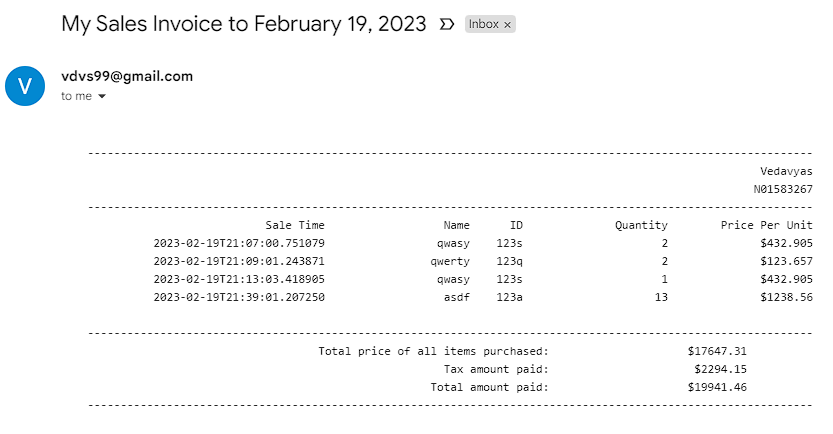 My Sales Invoice to February 19, 2023 Inbox ×
V
vdvs99@gmail.com
to me
--------------------------------------------------------------------------------------------------------------
Vedavyas
N01583267
--------------------------------------------------------------------------------------------------------------
Sale Time Name ID Quantity Price Per Unit
2023-02-19T21:07:00.751079 qwasy 123s 2 $432.905
2023-02-19T21:09:01.243871 qwerty 123q 2 $123.657
2023-02-19T21:13:03.418905 qwasy 123s 1 $432.905
2023-02-19T21:39:01.207250 asdf 123a 13 $1238.56
--------------------------------------------------------------------------------------------------------------
Total price of all items purchased: $17647.31
Tax amount paid: $2294.15
Total amount paid: $19941.46
--------------------------------------------------------------------------------------------------------------